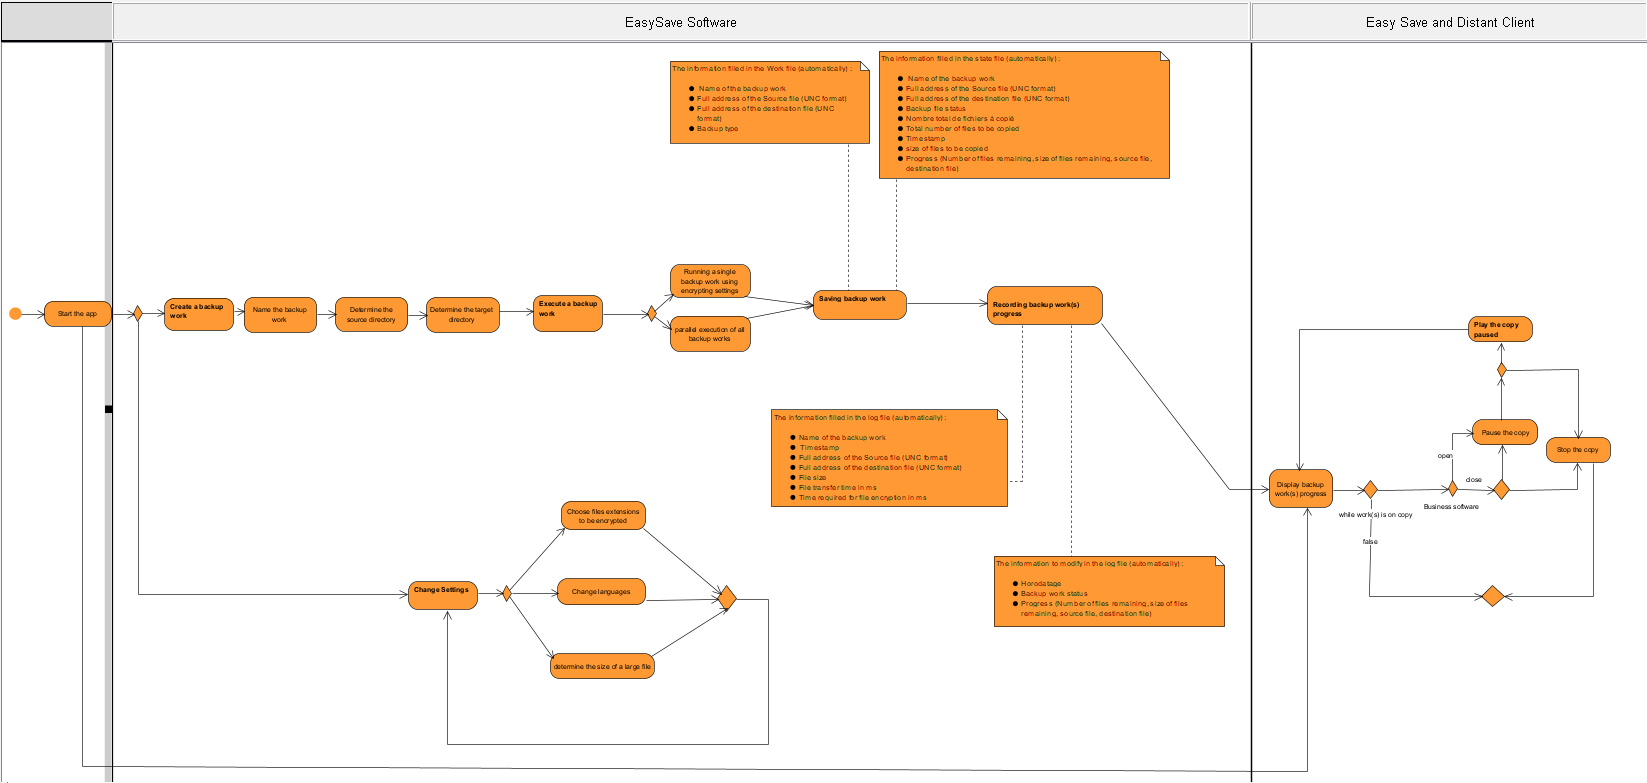 EasySave Software
Easy Save and Distant Client
The information filled in the Work file (automatically) :
● Name of the backup work
● Full address of the Source file (UNC format)
● Full address of the destination file (UNC
format)
● Backup type
The information filled in the state file (automatically) :
● Name of the backup work
● Full address of the Source file (UNC format)
● Full address of the destination file (UNC format)
● Backup file status
● Nombre total de fichiers à copié
● Total number of files to be copied
● Timestamp
● size of files to be copied
● Progress (Number of files remaining, size of files remaining, source file,
destination file)
Start the app
Create a backup
work
Name the backup
work
Determine the
source directory
Determine the target
directory
Execute a backup
work
Running a single
backup work using
encrypting settings
parallel execution of all
backup works
Saving backup work
Recording backup work(s)
progress
The information filled in the log file (automatically) :
● Name of the backup work
● Timestamp
● Full address of the Source file (UNC format)
● Full address of the destination file (UNC format)
● File size
● File transfer time in ms
● Time required for file encryption in ms
The information to modify in the log file (automatically) :
● Horodatage
● Backup work status
● Progress (Number of files remaining, size of files
remaining, source file, destination file)
Change Settings
Choose files extensions
to be encrypted
Change languages
determine the size of a large file
Play the copy
paused
Pause the copy
Stop the copy
open
close
Business software
Display backup
work(s) progress
while work(s) is on copy
false